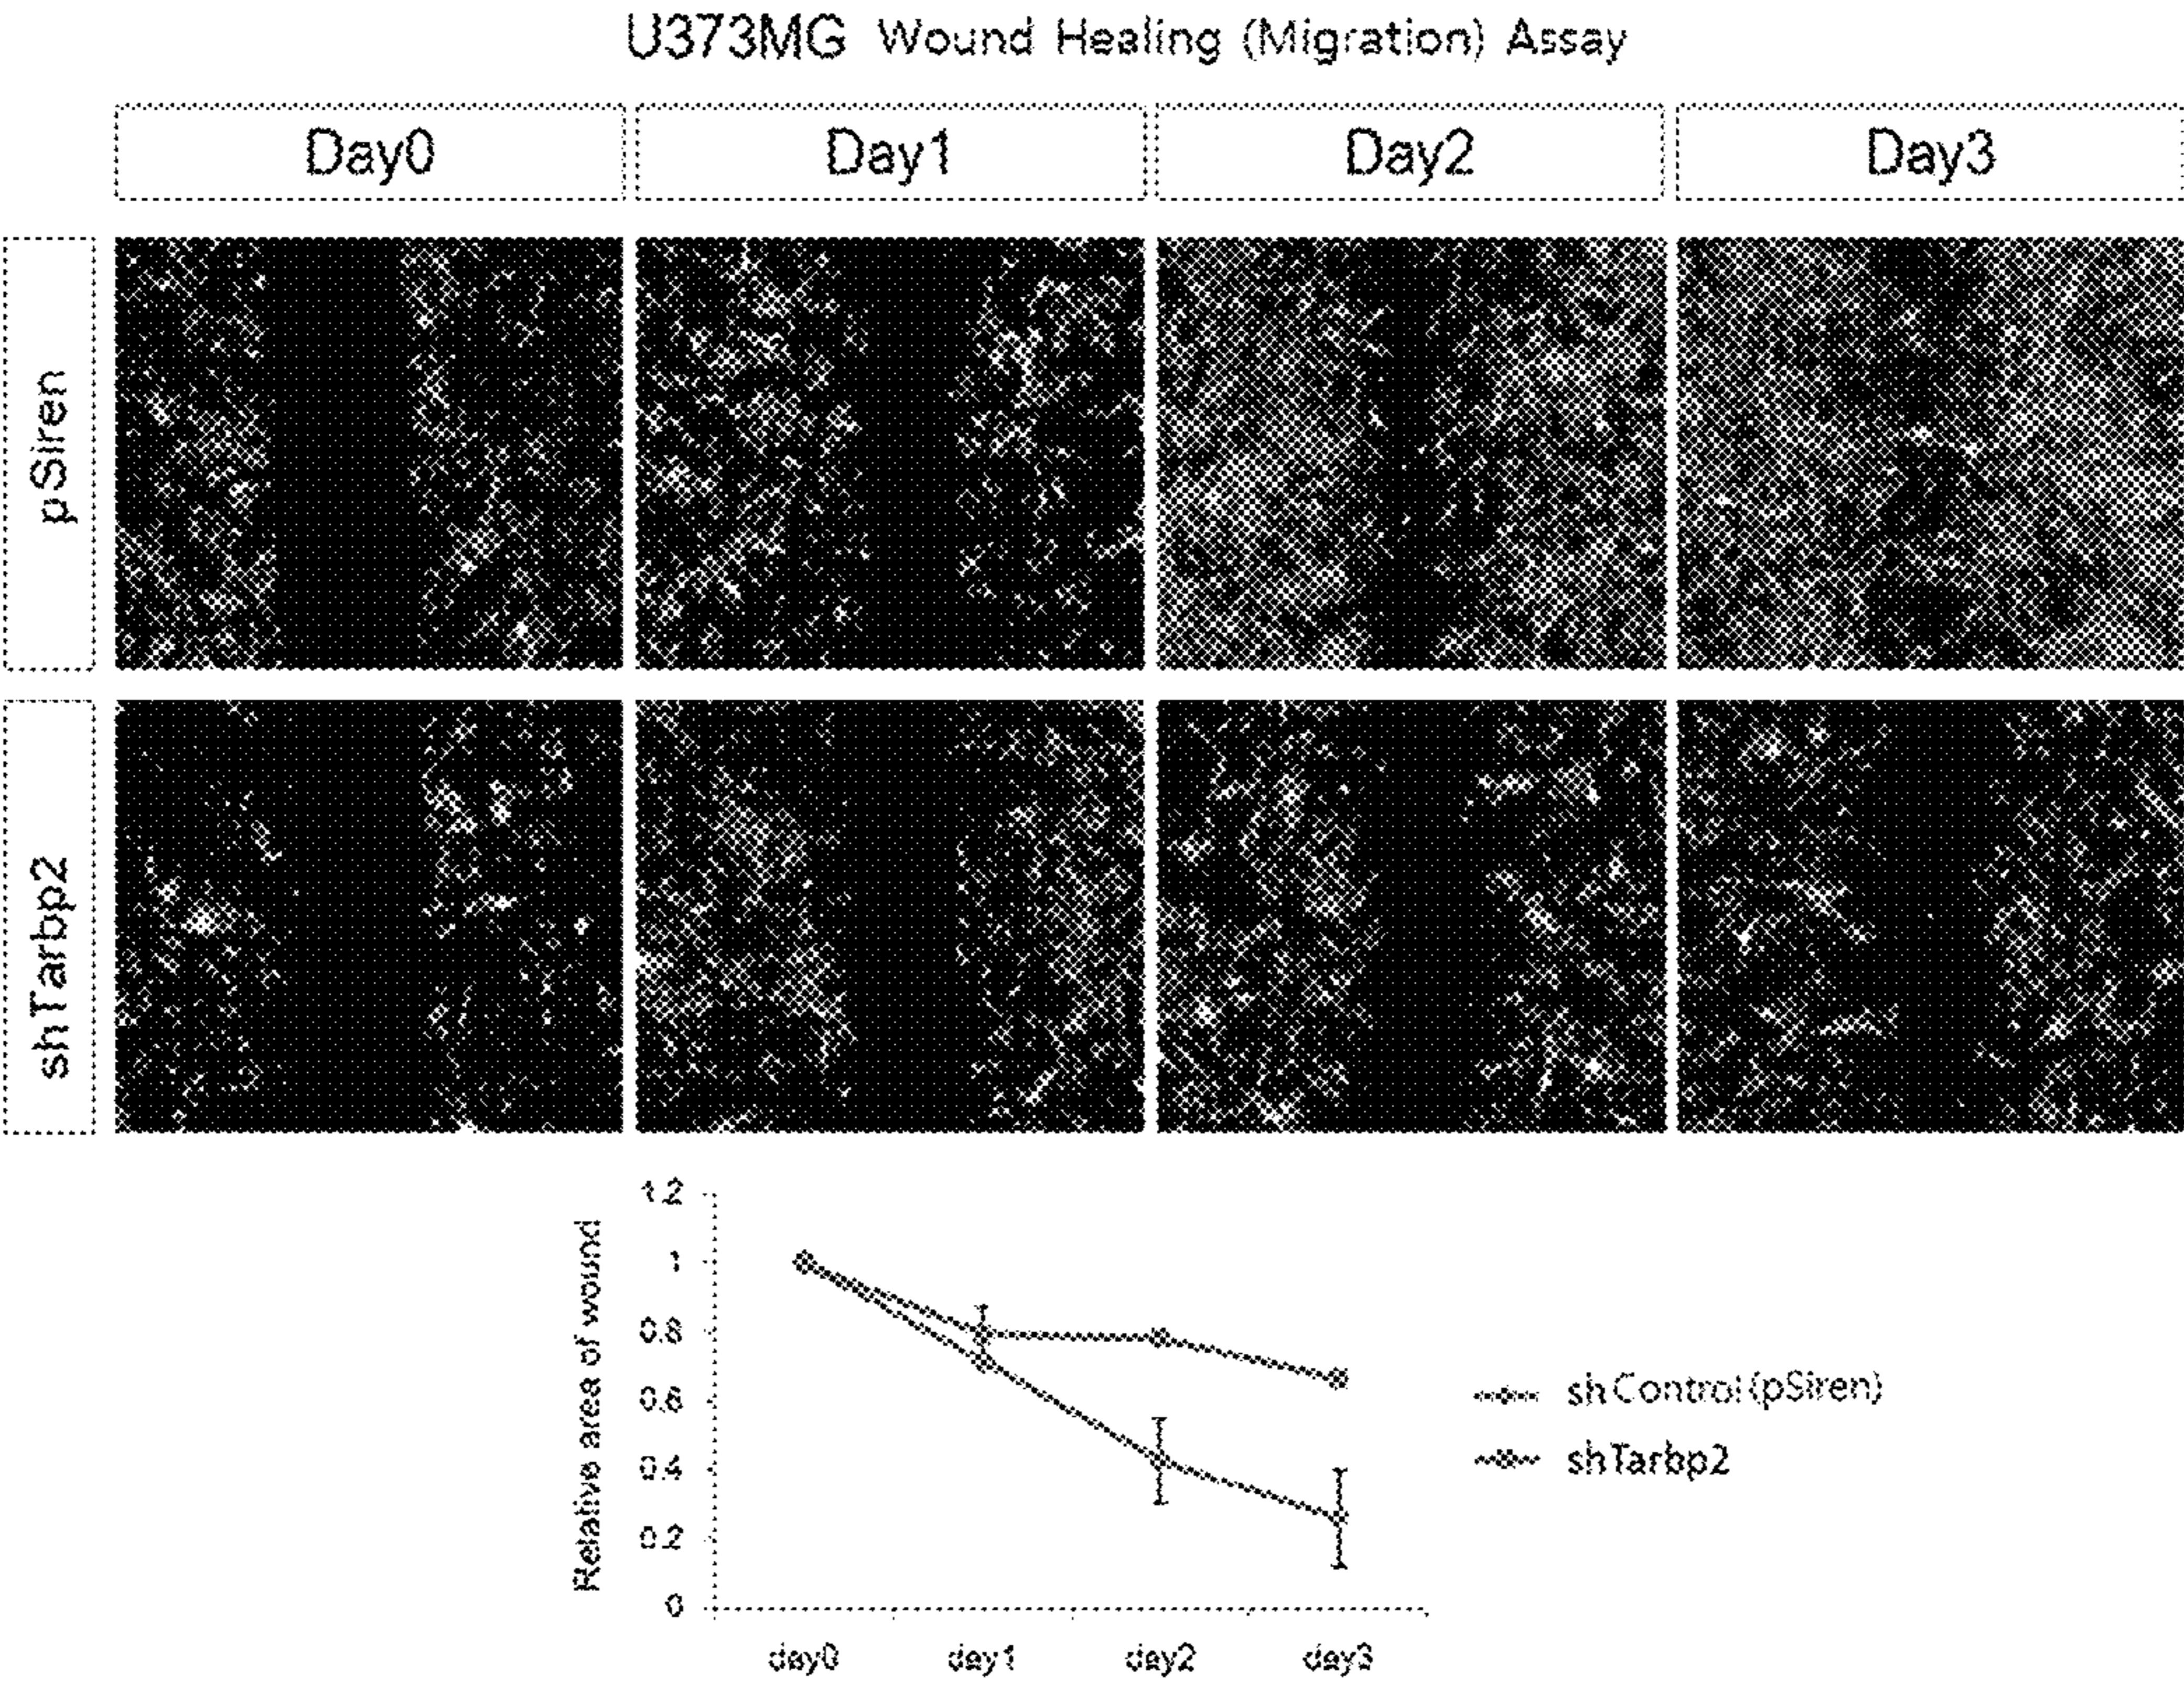 U373MG Wound Healing (Migration) Assay
Day0 Day1 Day2 Day3
pSiren
shTarbp2
Relative area of wound
1.2
1
0.8
0.6
0.4
0.2
0
day0 day1 day2 day3
shControl(pSiren)
shTarbp2